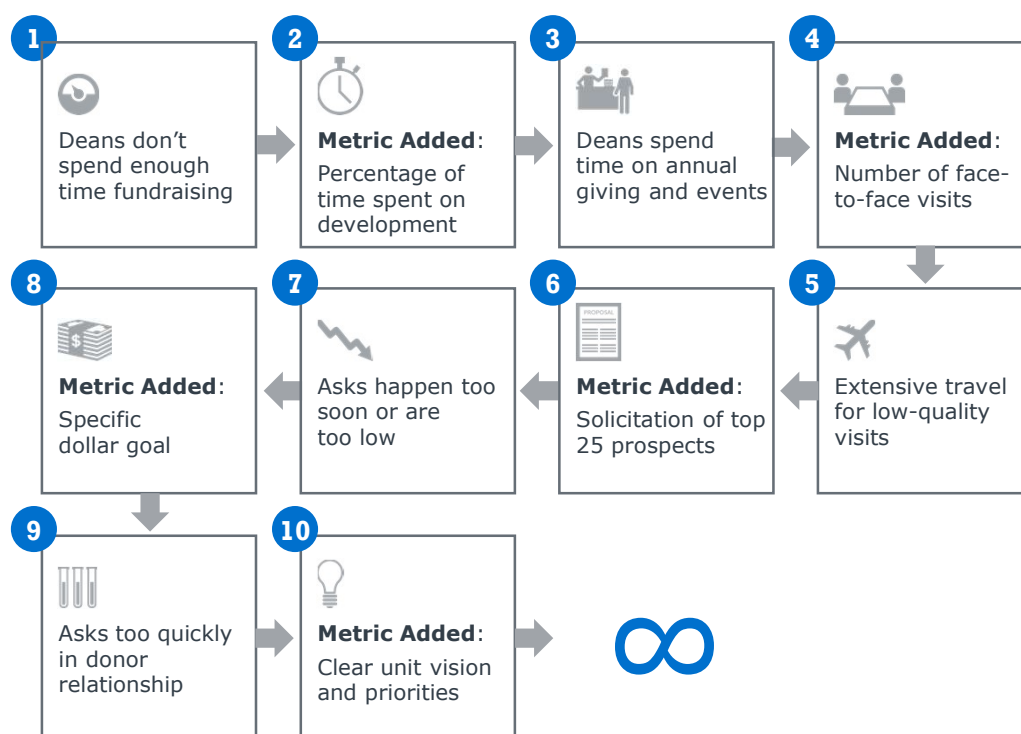 1
Deans don’t
spend enough
time fundraising
2
Metric Added:
Percentage of
time spent on
development
3
Deans spend
time on annual
giving and events
4
Metric Added:
Number of face-
to-face visits
5
Extensive travel
for low-quality
visits
6
PROPOSAL
Metric Added:
Solicitation of top
25 prospects
7
Asks happen too
soon or are
too low
8
$
Metric Added:
Specific
dollar goal
9
Asks too quickly
in donor
relationship
10
Metric Added:
Clear unit vision
and priorities
∞